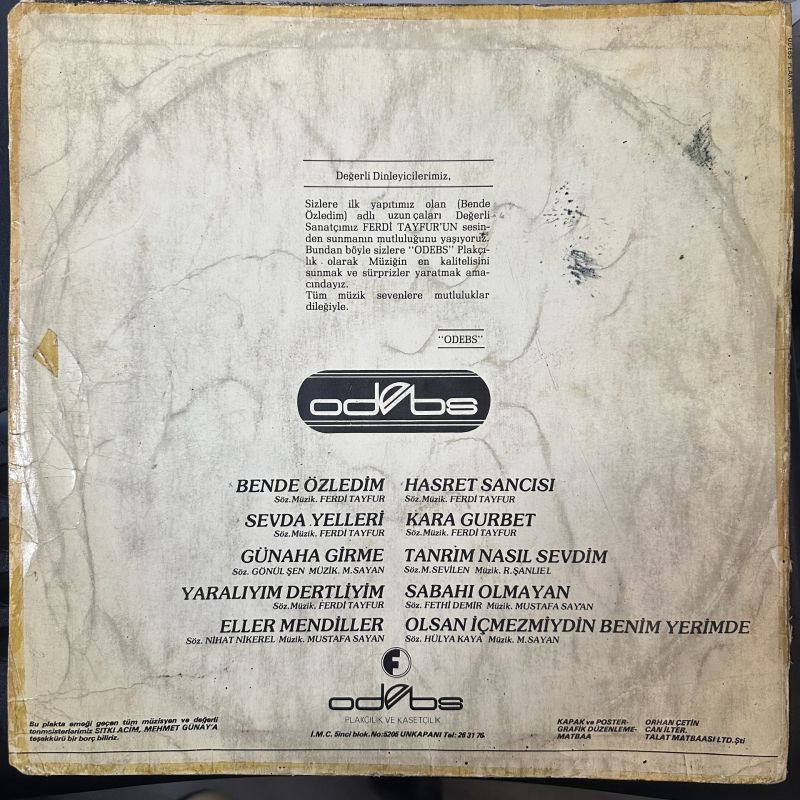 Değerli Dinleyicilerimiz,
Sizlere ilk yapıtımız olan (Bende
Özledim) adlı uzun çaları Değerli
Sanatçımız FERDİ TAYFUR'UN sesin-
den sunmanın mutluluğunu yaşıyoruz.
Bundan böyle sizlere "ODEBS" Plakçı-
lık olarak Müziğin en kalitelisini
sunmak ve sürprizler yaratmak ama-
cındayız.
Tüm müzik sevenlere mutluluklar
dileğiyle.
"ODEBS"
odebs
BENDE ÖZLEDİM
Söz.Müzik. FERDİ TAYFUR
SEVDA YELLERİ
Söz.Müzik. FERDİ TAYFUR
GÜNAHA GİRME
Söz. GÖNÜL ŞEN MÜZİK. M.SAYAN
YARALIYIM DERTLİYİM
Söz.Müzik. FERDİ TAYFUR
ELLER MENDİLLER
Söz. NİHAT NİKEREL Müzik. MUSTAFA SAYAN
HASRET SANCISI
Söz.Müzik. FERDİ TAYFUR
KARA GURBET
Söz.Müzik. FERDİ TAYFUR
TANRIM NASIL SEVDİM
Söz.M.SEVİLEN Müzik. R.ŞANLIEL
SABAHI OLMAYAN
Söz. FETHİ DEMİR Müzik. MUSTAFA SAYAN
OLSAN İÇMEZMİYDİN BENİM YERİMDE
Söz. HÜLYA KAYA Müzik. M.SAYAN
F
odebs
PLAKÇILIK VE KASETÇİLİK
İ.M.C. 5inci blok. No:5205 UNKAPANI Tel: 26 31 76
Bu plakta emeği geçen tüm müzisyen ve değerli
tonmaisterlerimiz SITKI ACİM, MEHMET GÜNAY'A
teşekkürü bir borç biliriz.
KAPAK ve POSTER- ORHAN ÇETİN
GRAFİK DÜZENLEME- CAN İLTER.
MATBAA TALAT MATBAASI LTD.Şti